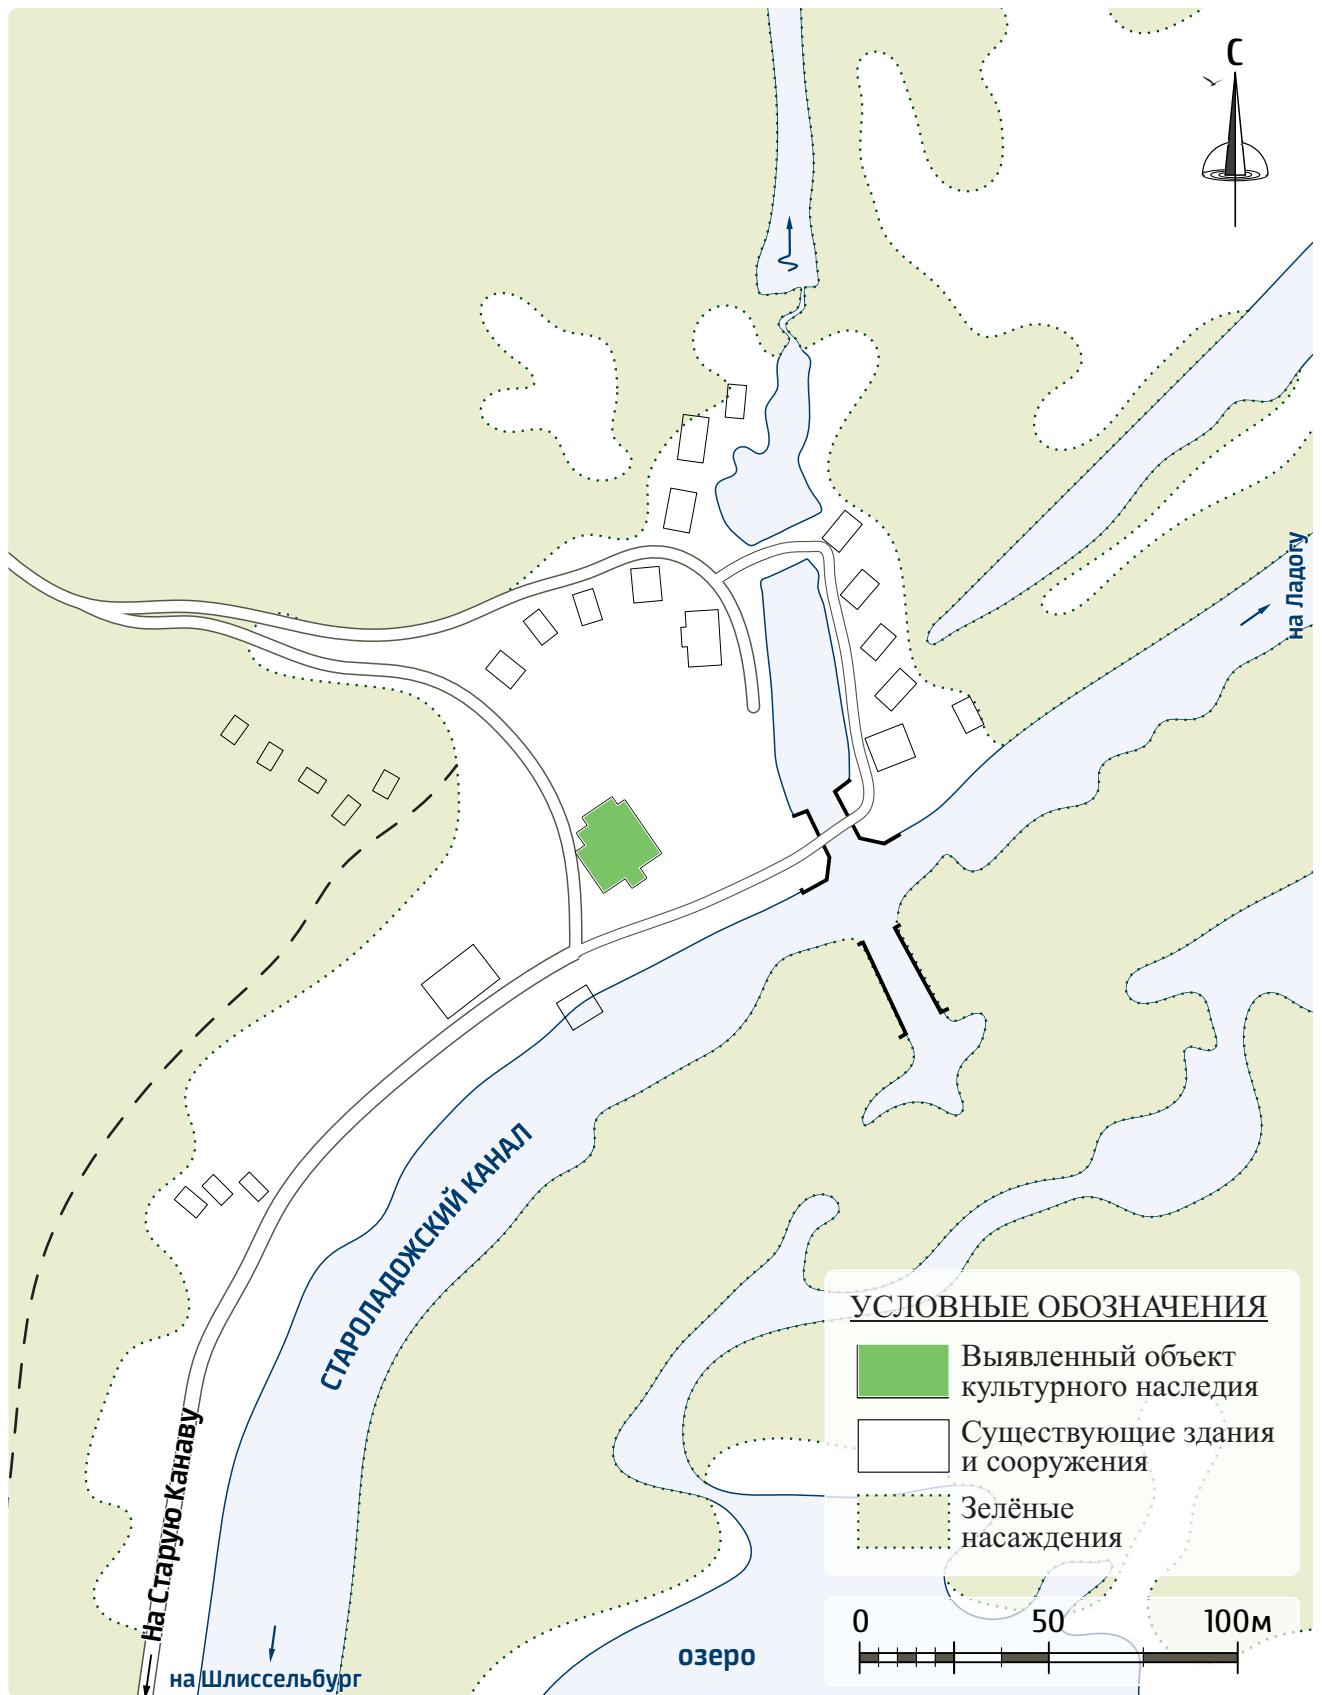 С
на Ладогу
СТАРОЛАДОЖСКИЙ КАНАЛ
На Старую Канаву
на Шлиссельбург
озеро
УСЛОВНЫЕ ОБОЗНАЧЕНИЯ
Выявленный объект
культурного наследия
Существующие здания
и сооружения
Зелёные
насаждения
0 50 100м